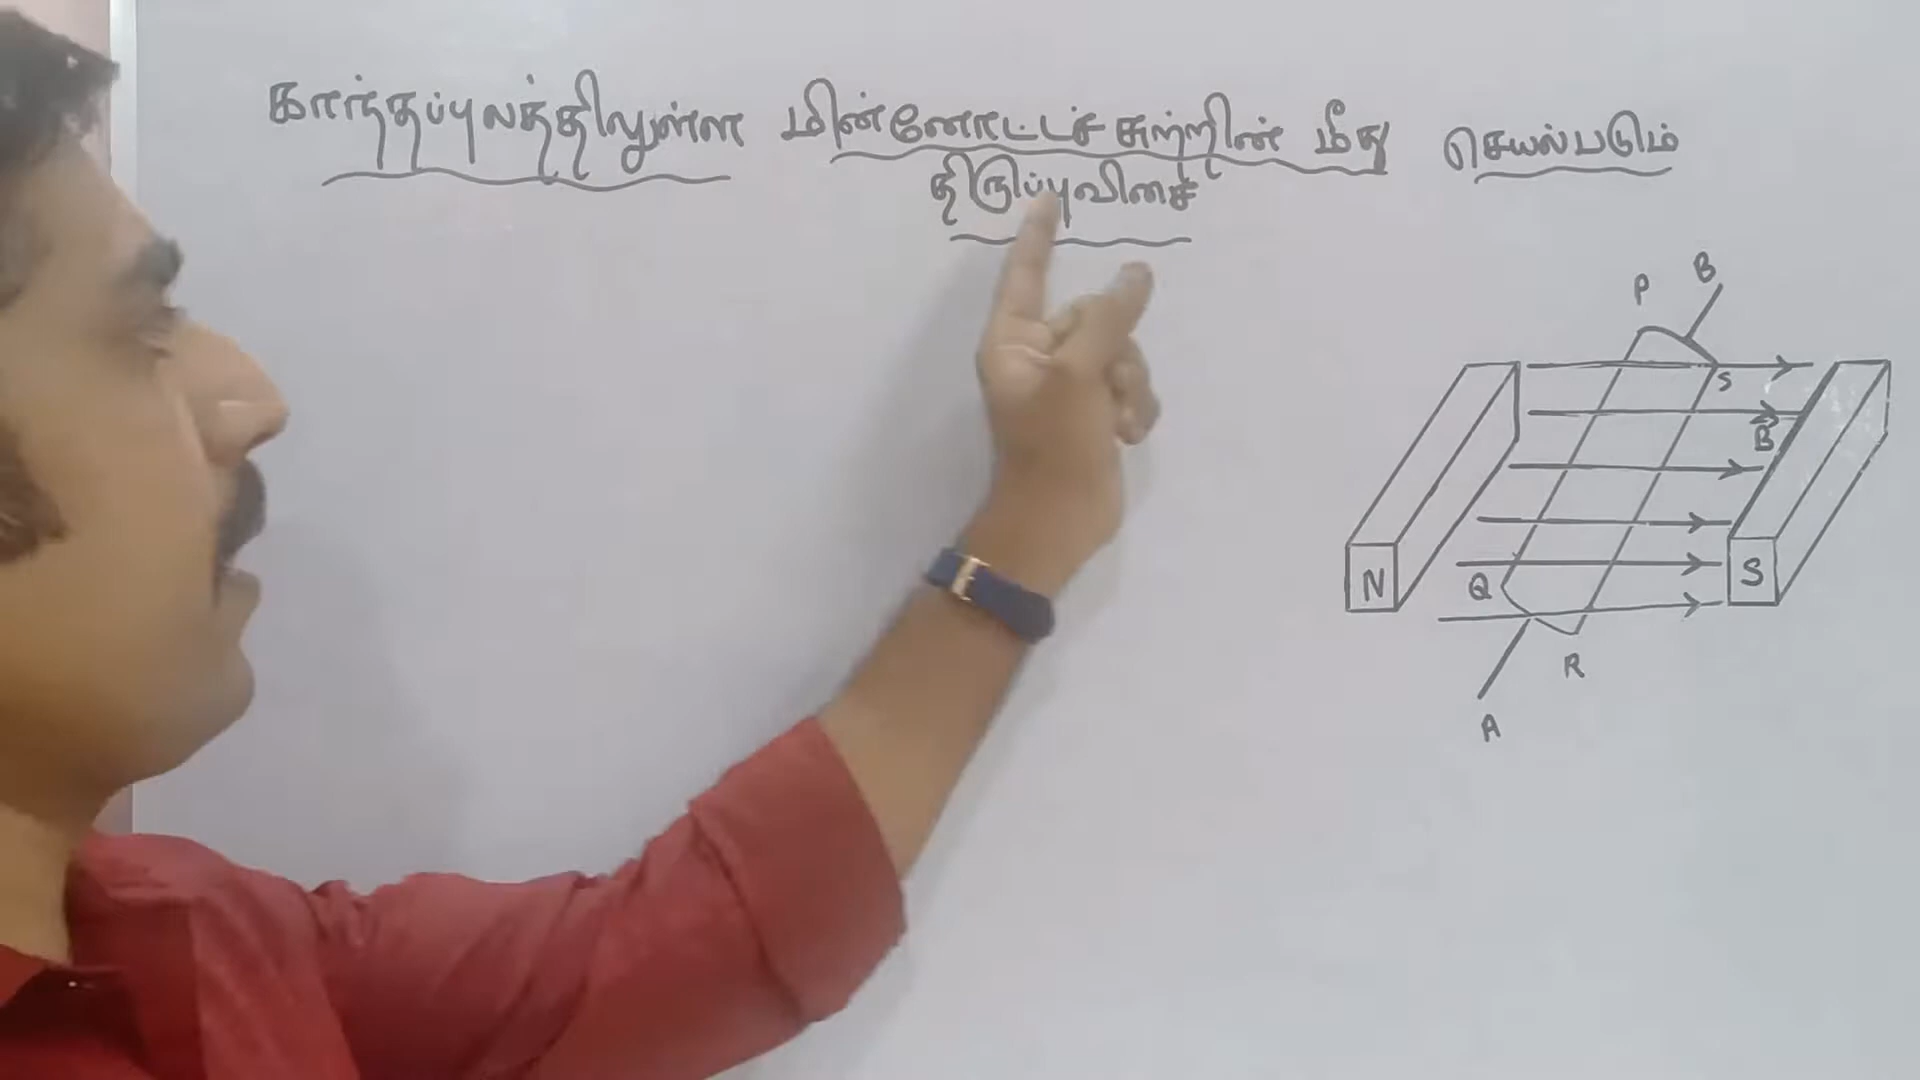 காந்தப்புலத்திலுள்ள மின்னோட்டச் சுற்றின் மீது செயல்படும்
திருப்புவிசை
P B
S
B
N Q S
R
A